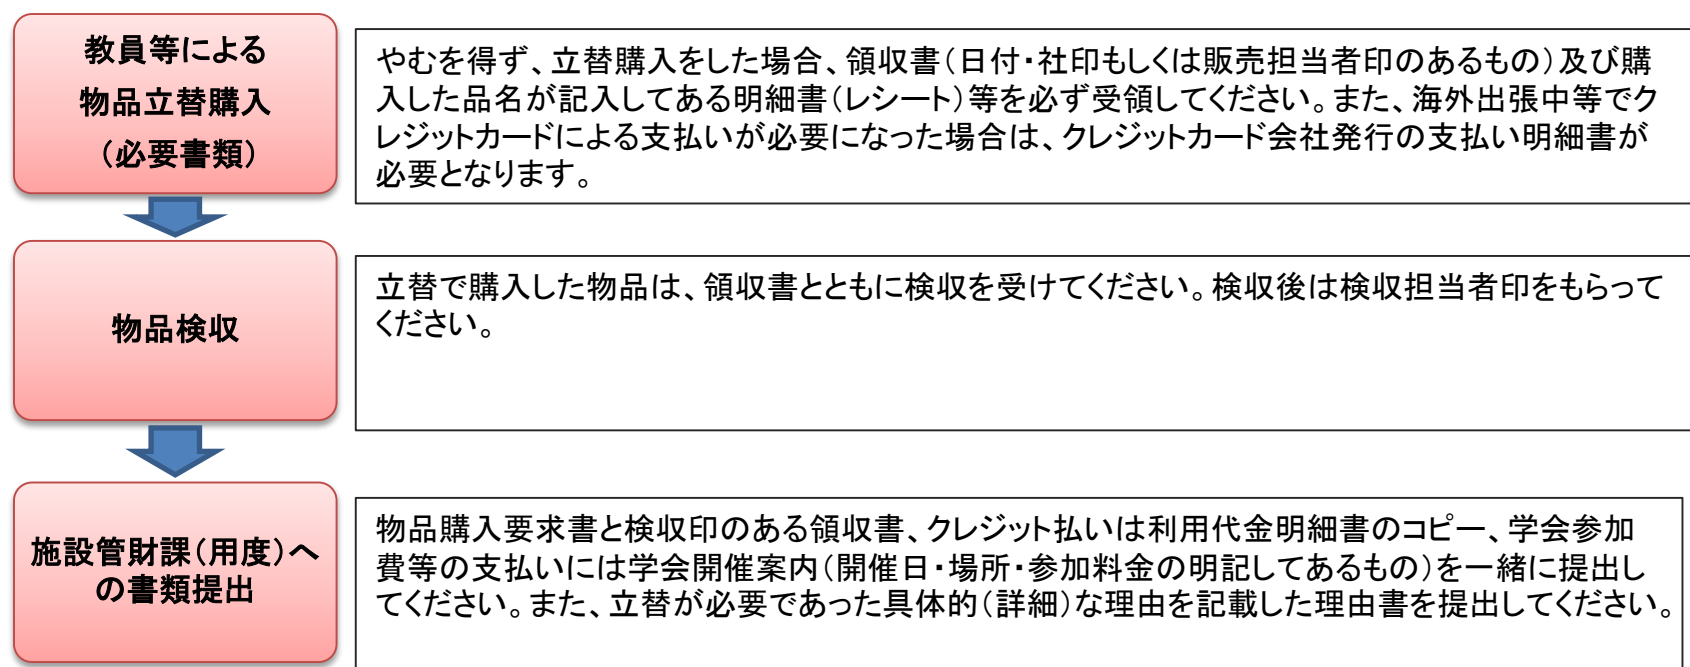 教員等による
物品立替購入
（必要書類）
やむを得ず、立替購入をした場合、領収書（日付・社印もしくは販売担当者印のあるもの）及び購
入した品名が記入してある明細書（レシート）等を必ず受領してください。また、海外出張中等でク
レジットカードによる支払いが必要になった場合は、クレジットカード会社発行の支払い明細書が
必要となります。
物品検収
立替で購入した物品は、領収書とともに検収を受けてください。検収後は検収担当者印をもらって
ください。
施設管財課（用度）へ
の書類提出
物品購入要求書と検収印のある領収書、クレジット払いは利用代金明細書のコピー、学会参加
費等の支払いには学会開催案内（開催日・場所・参加料金の明記してあるもの）を一緒に提出し
てください。また、立替が必要であった具体的（詳細）な理由を記載した理由書を提出してください。